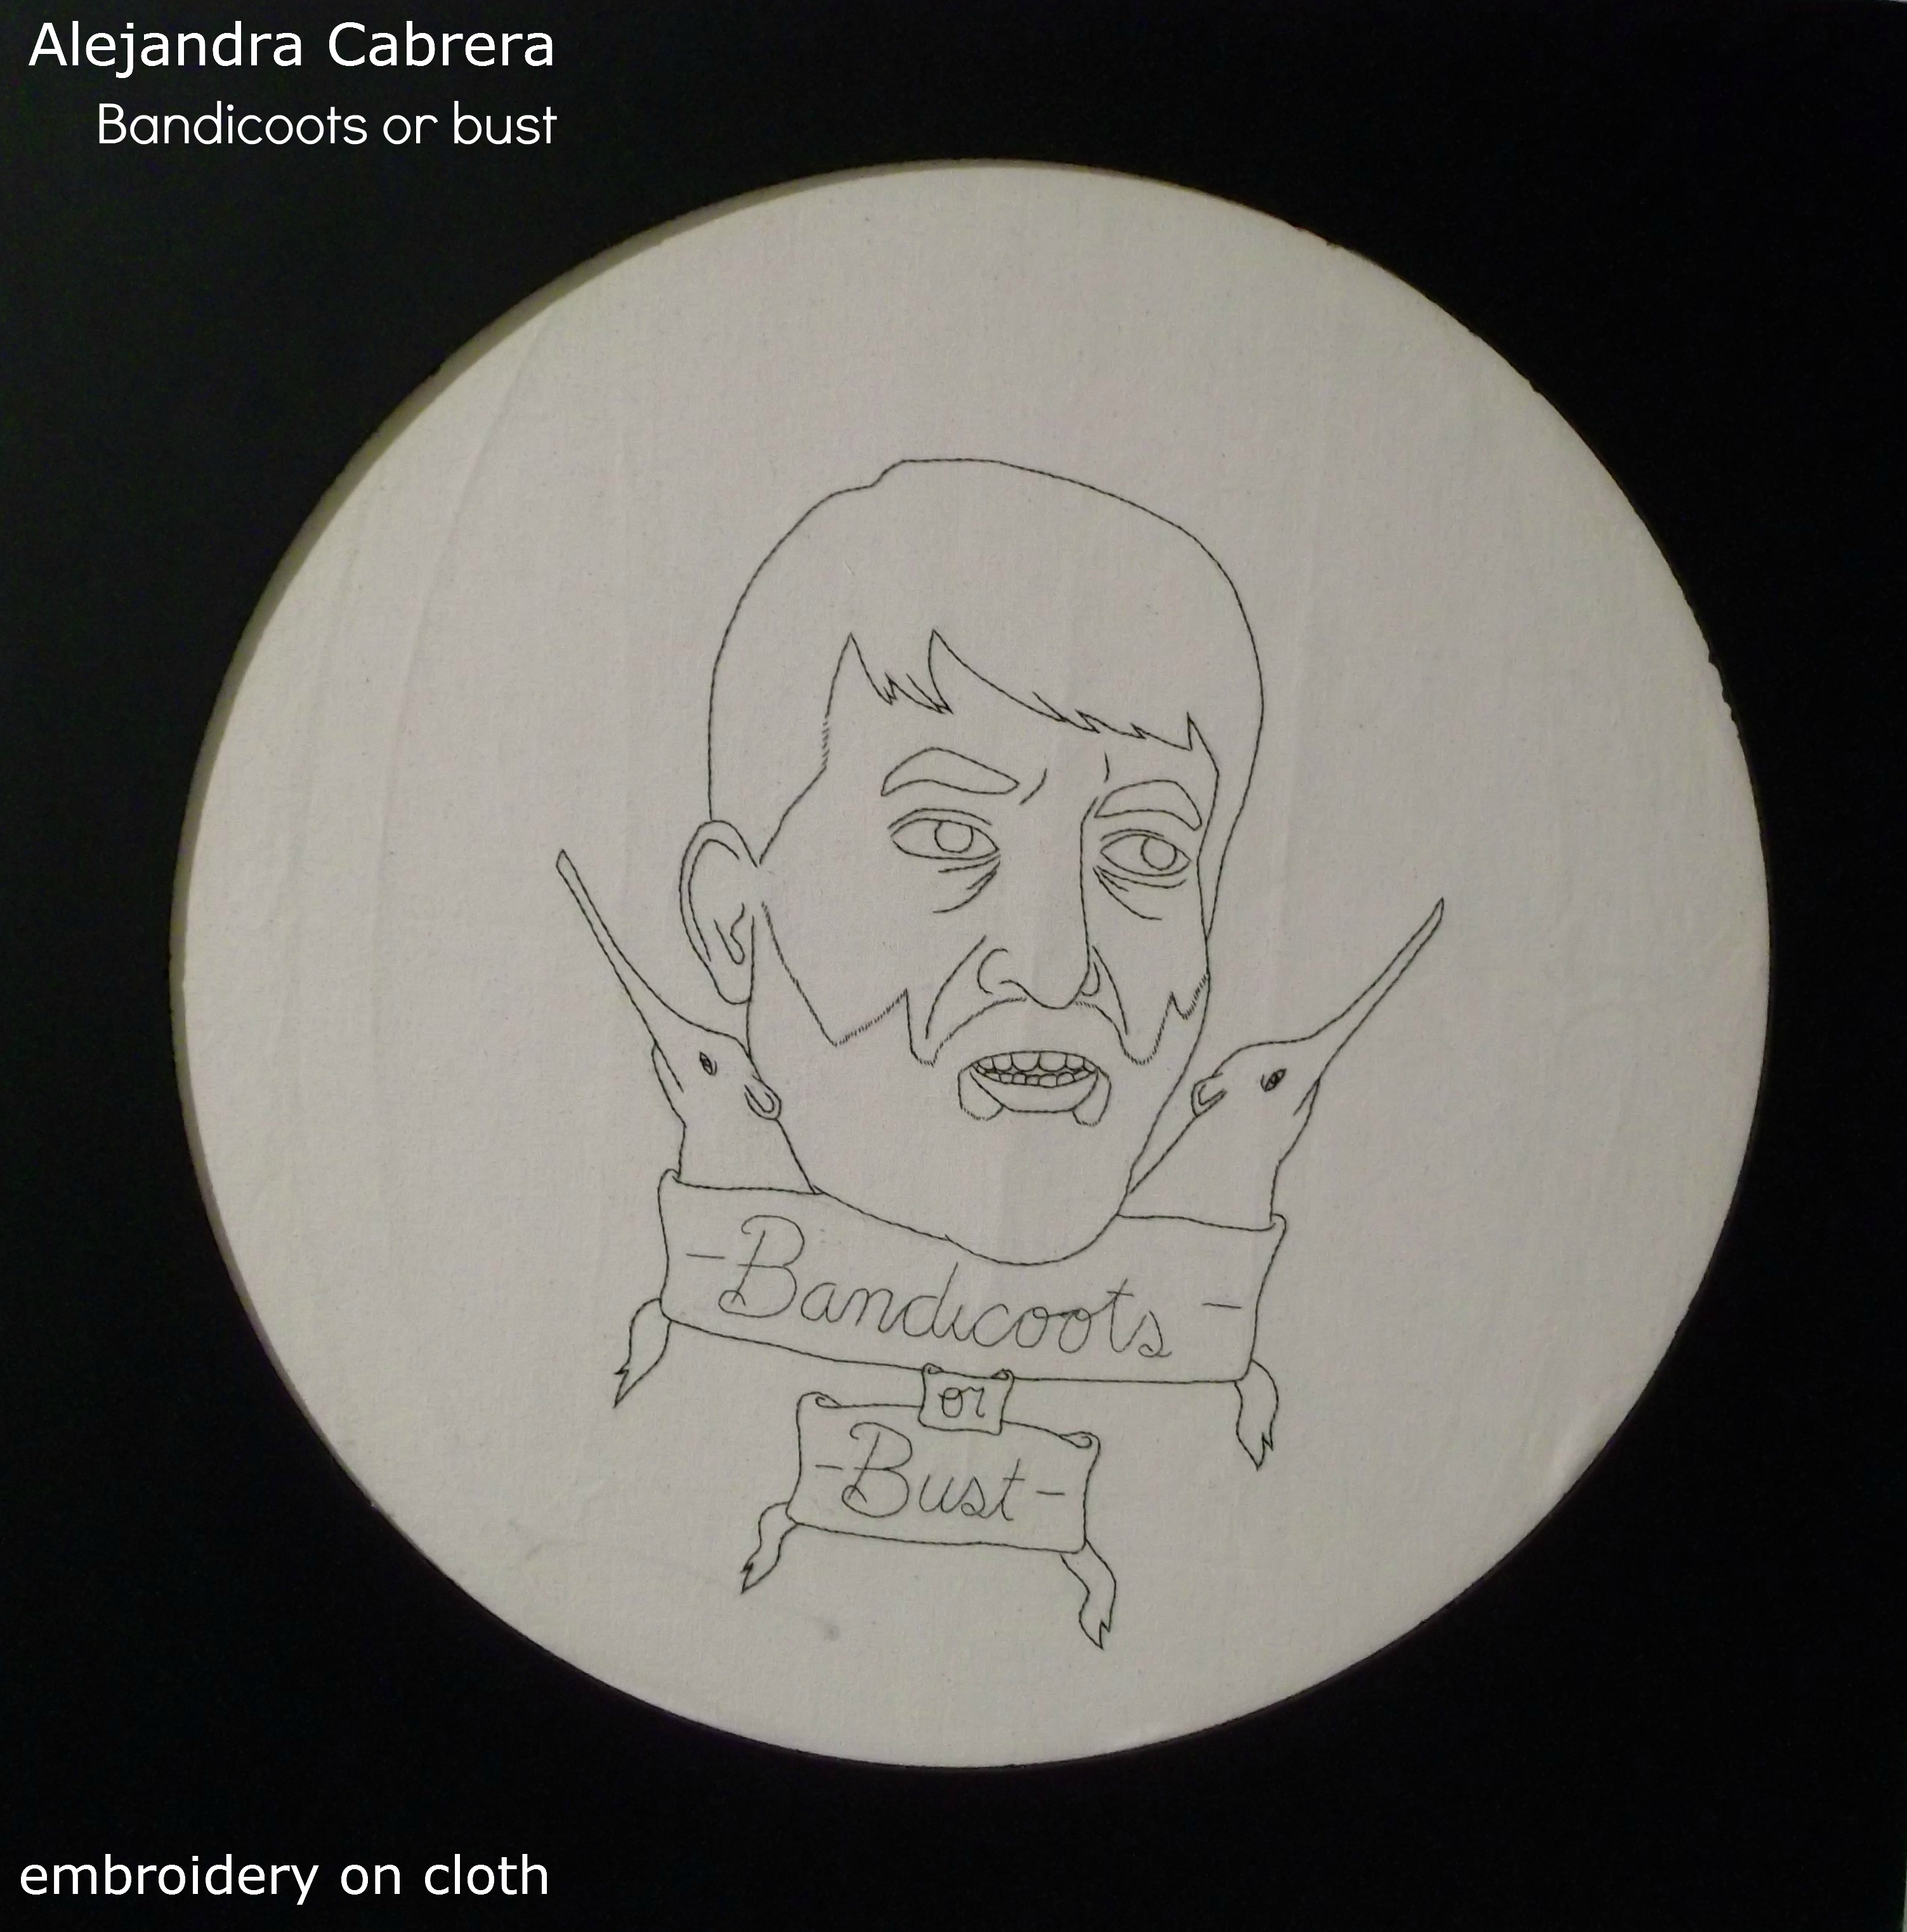 Alejandra Cabrera
Bandicoots or bust
-Bandicoots-
or
-Bust-
embroidery on cloth